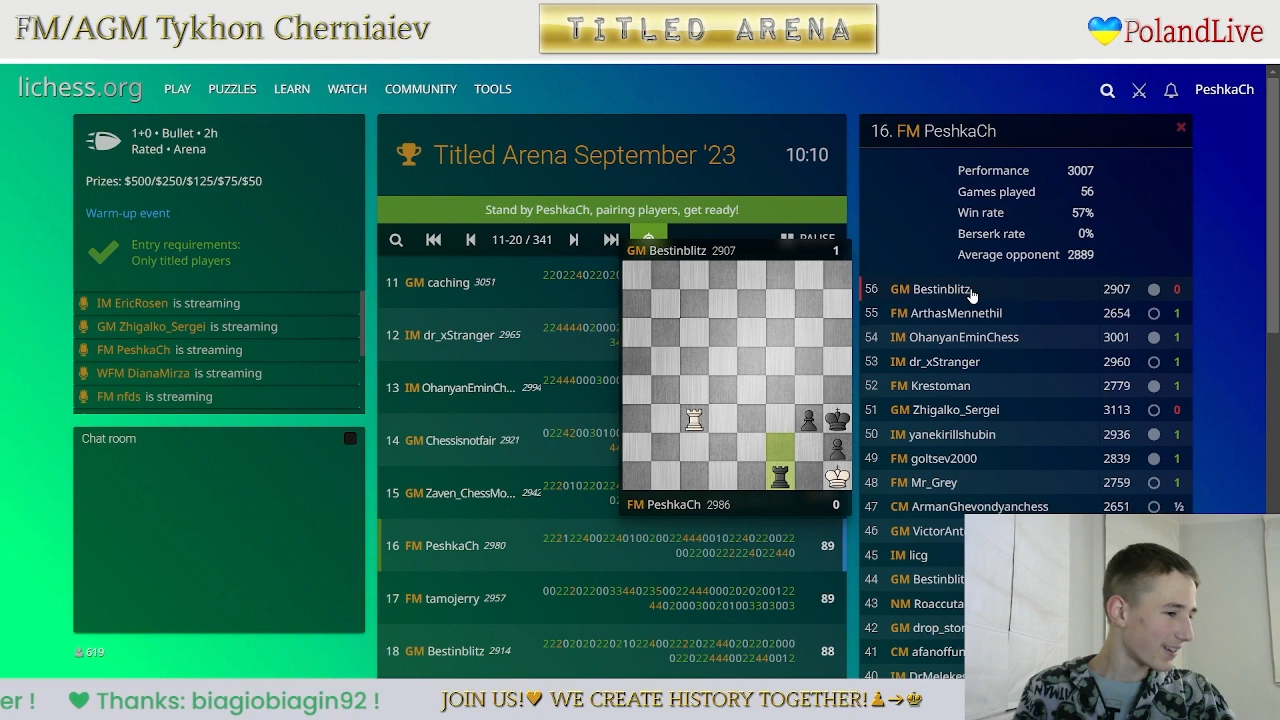 FM/AGM Tykhon Cherniaiev
TITLED ARENA
PolandLive
lichess.org
PLAY
PUZZLES
LEARN
WATCH
COMMUNITY
TOOLS
PeshkaCh
1+0 • Bullet • 2h
Rated • Arena
Prizes: $500/$250/$125/$75/$50
Warm-up event
Entry requirements:
Only titled players
IM EricRosen is streaming
GM Zhigalko_Sergei is streaming
FM PeshkaCh is streaming
WFM DianaMirza is streaming
FM nfds is streaming
Chat room
619
Titled Arena September '23
10:10
Stand by PeshkaCh, pairing players, get ready!
11-20 / 341
PAUSE
11 GM caching 3051
12 IM dr_xStranger 2965
13 IM OhanyanEminCh... 2994
14 GM Chessisnotfair 2921
15 GM Zaven_ChessMo... 2942
16 FM PeshkaCh 2980
89
17 FM tamojerry 2957
89
18 GM Bestinblitz 2914
88
GM Bestinblitz 2907 1
FM PeshkaCh 2986 0
16. FM PeshkaCh
Performance 3007
Games played 56
Win rate 57%
Berserk rate 0%
Average opponent 2889
56 GM Bestinblitz 2907 0
55 FM ArthasMennethil 2654 1
54 IM OhanyanEminChess 3001 1
53 IM dr_xStranger 2960 1
52 FM Krestoman 2779 1
51 GM Zhigalko_Sergei 3113 0
50 IM yanekirillshubin 2936 1
49 FM goltsev2000 2839 1
48 FM Mr_Grey 2759 1
47 CM ArmanGhevondyanchess 2651 ½
46 GM VictorAnt
45 IM licg
44 GM Bestinblit
43 NM Roaccuta
42 GM drop_stor
41 CM afanoffun
40 IM DrMelekes
er !
Thanks: biagiobiagin92 !
JOIN US! WE CREATE HISTORY TOGETHER!